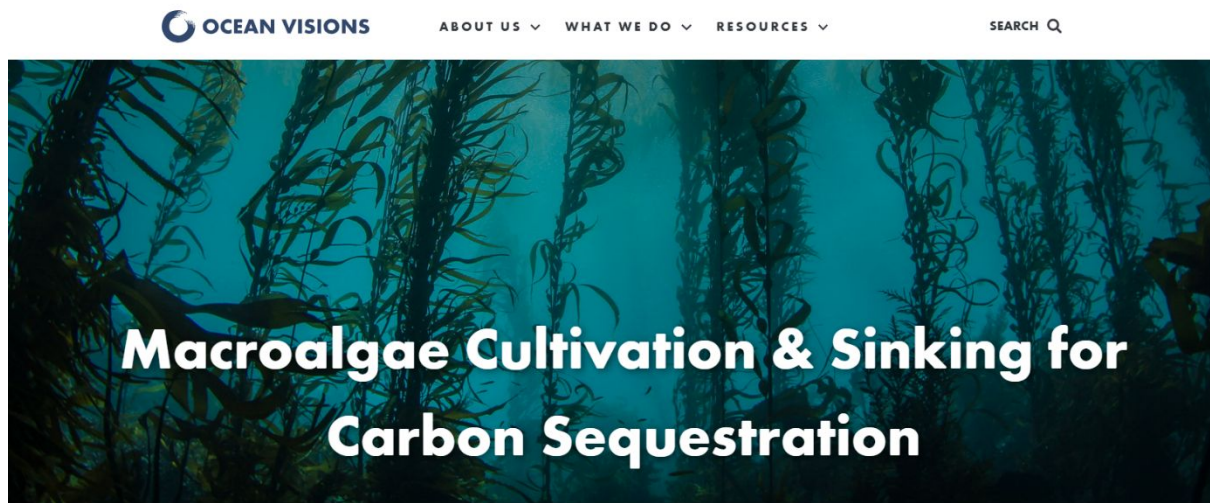 OCEAN VISIONS ABOUT US WHAT WE DO RESOURCES SEARCH
Macroalgae Cultivation & Sinking for
Carbon Sequestration